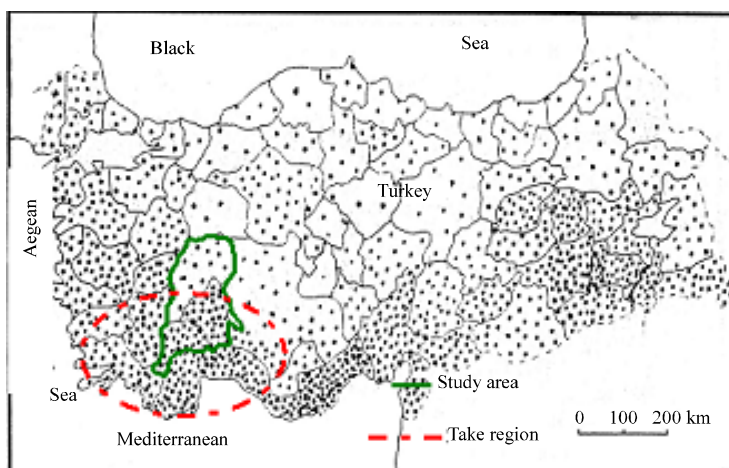 Black
Sea
Turkey
Aegean
Sea
Mediterranean
Study area
Take region
0 100 200 km